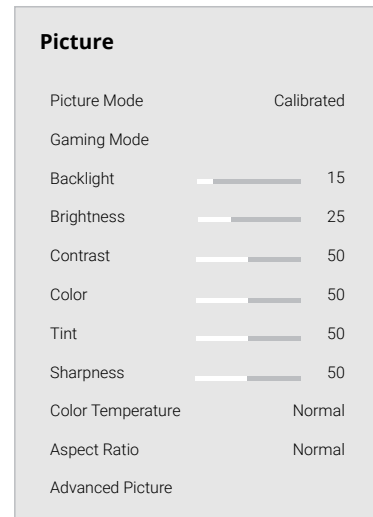 Picture
Picture Mode Calibrated
Gaming Mode
Backlight 15
Brightness 25
Contrast 50
Color 50
Tint 50
Sharpness 50
Color Temperature Normal
Aspect Ratio Normal
Advanced Picture